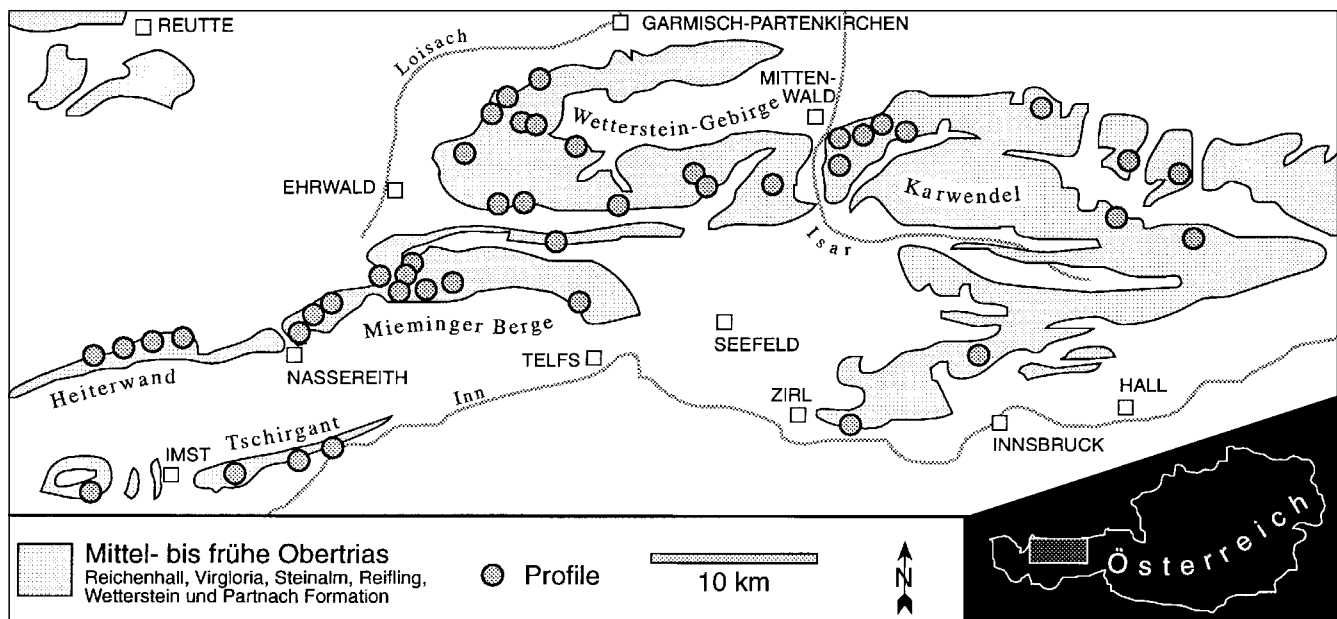 REUTTE
GARMISCH-PARTENKIRCHEN
Loisach
MITTEN-
WALD
Wetterstein-Gebirge
EHRWALD
Karwendel
Isar
Mieminger Berge
SEEFELD
Heiterwand
NASSEREITH
TELFS
Inn
ZIRL
HALL
INNSBRUCK
Tschirgant
IMST
Mittel- bis frühe Obertrias
Reichenhall, Virgloria, Steinalm, Reifling,
Wetterstein und Partnach Formation
Profile
10 km
N
Österreich